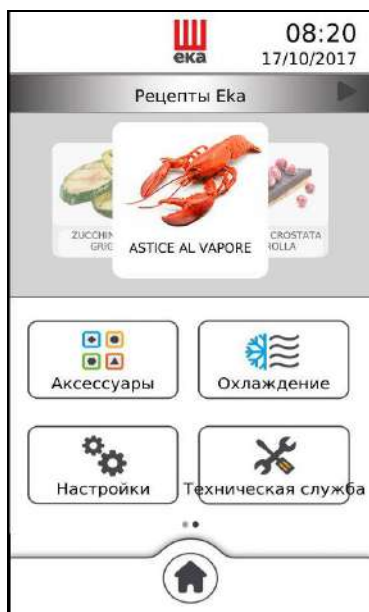 eka
08:20
17/10/2017
Рецепты Eka
ZUCCHIN
GRIG
ASTICE AL VAPORE
CROSTATA
HOLLA
Аксессуары
Охлаждение
Настройки
Техническая служба